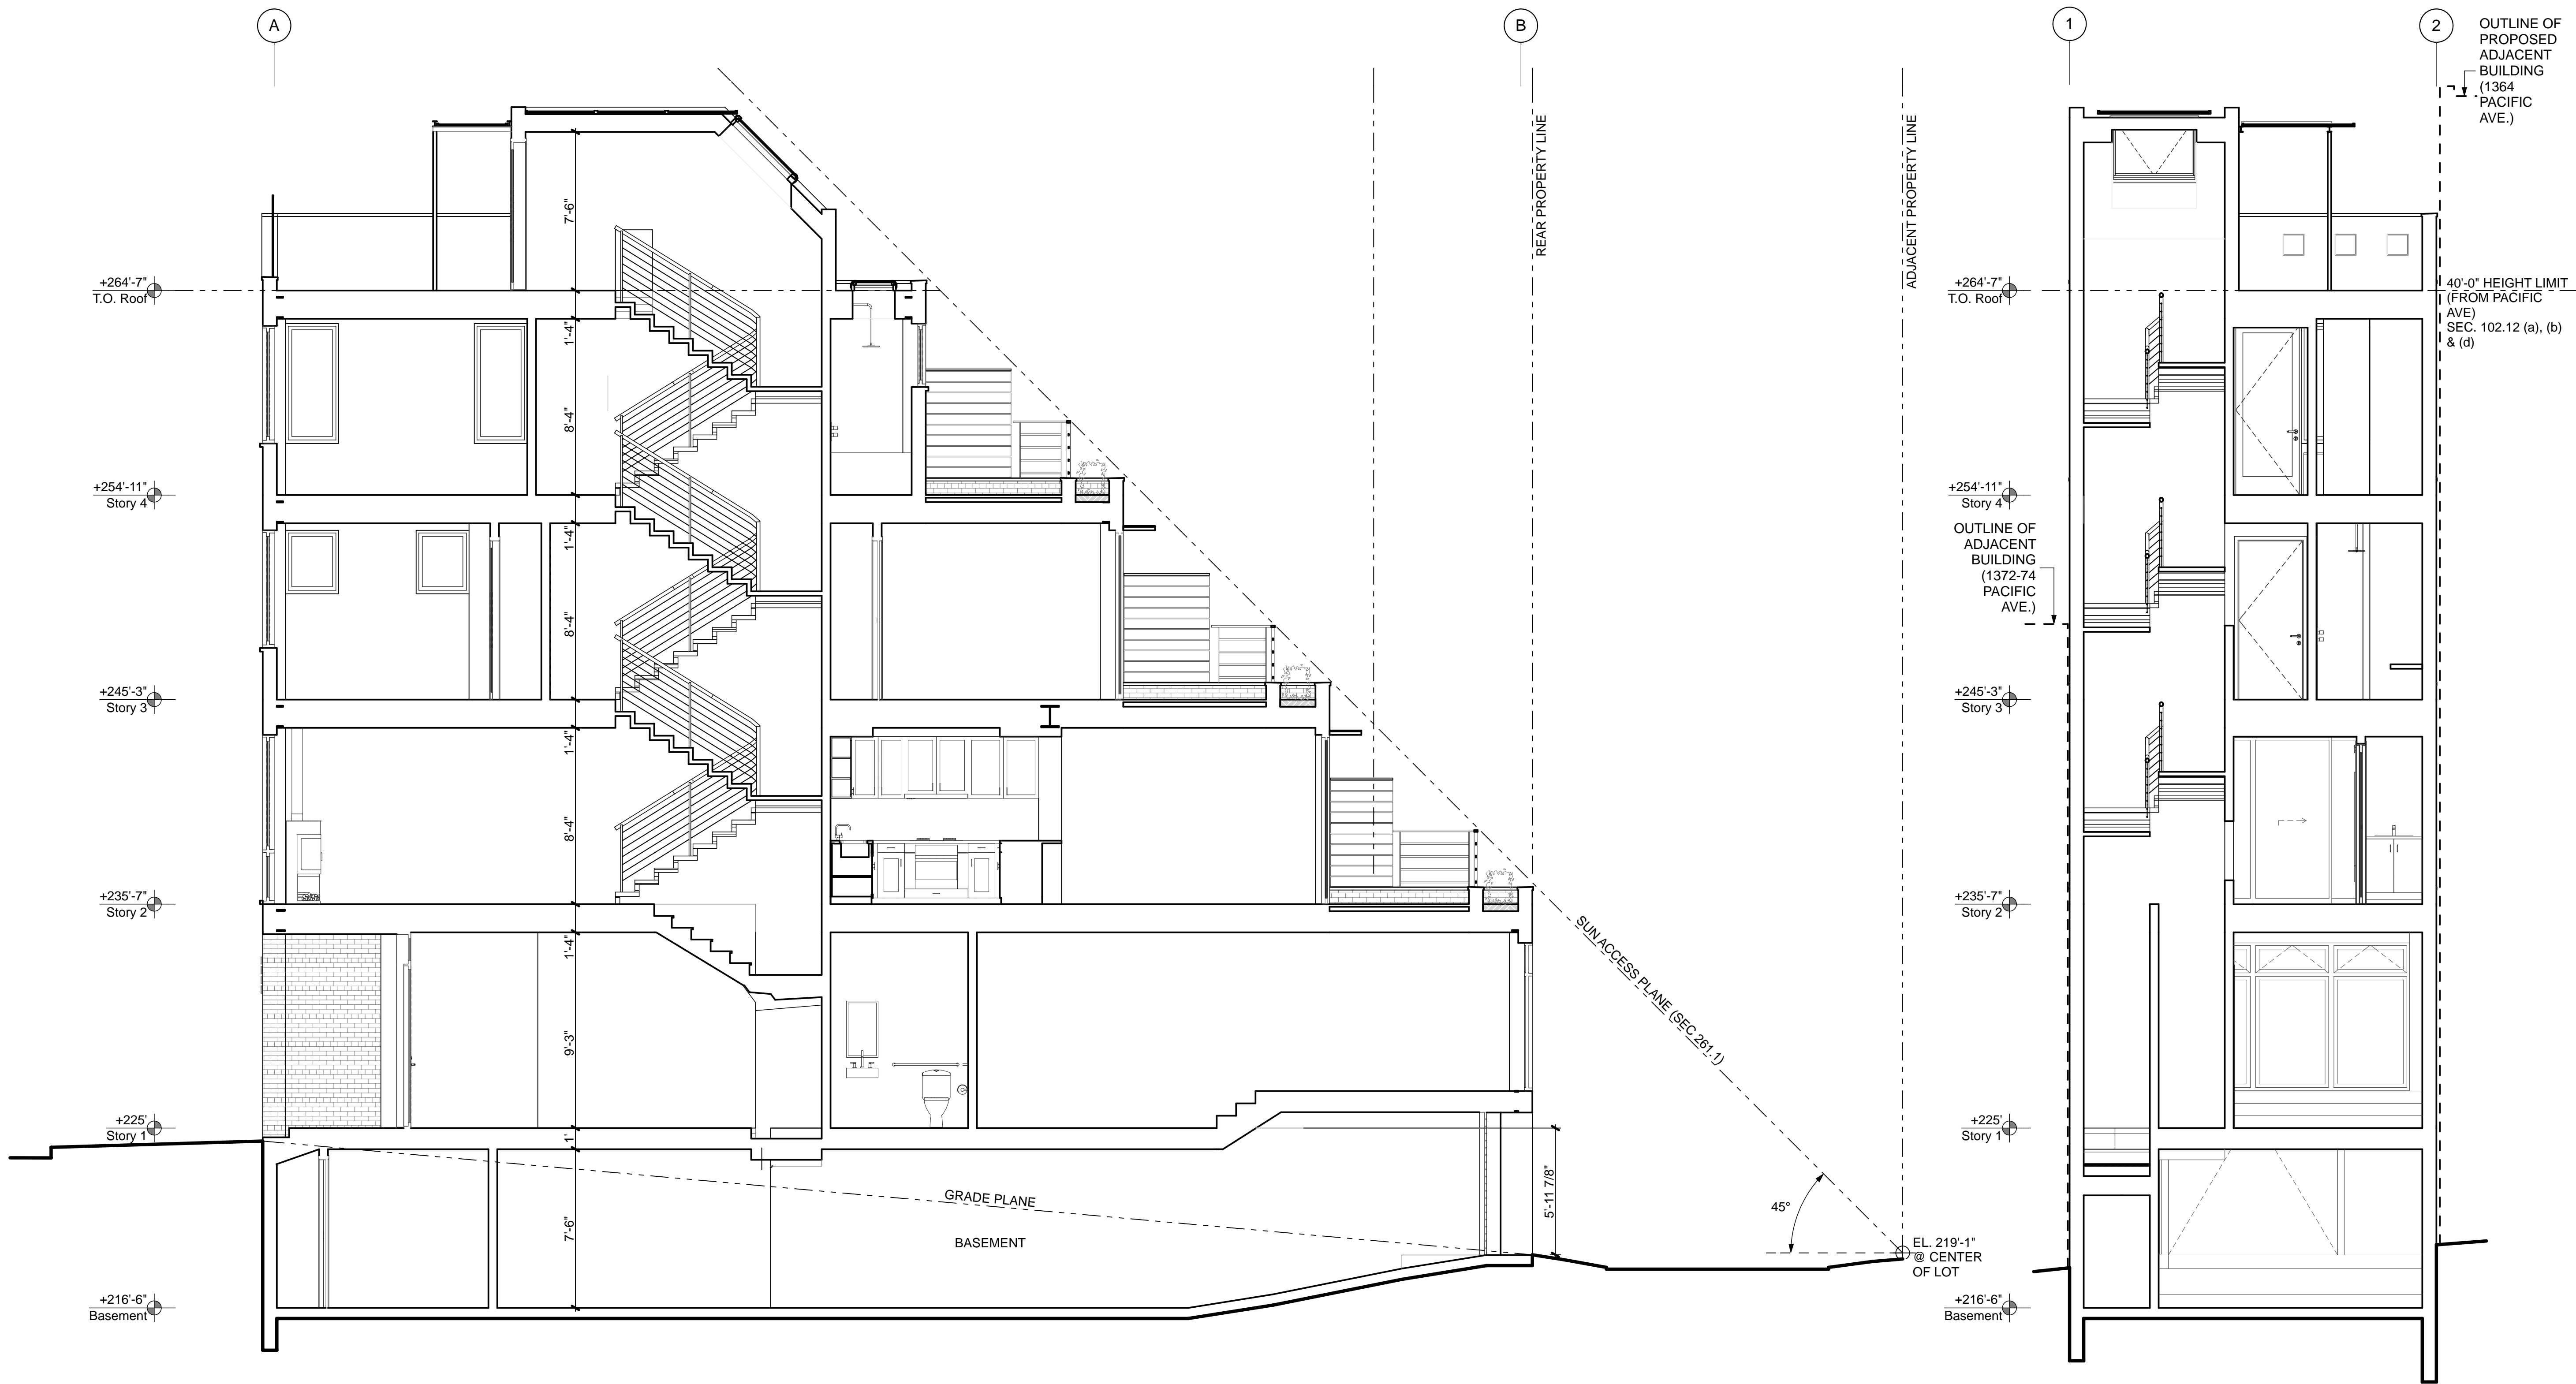 A
B
1
2
OUTLINE OF
PROPOSED
ADJACENT
BUILDING
(1364
PACIFIC
AVE.)
REAR PROPERTY LINE
ADJACENT PROPERTY LINE
7'-6"
+264'-7"
T.O. Roof
1'-4"
8'-4"
+254'-11"
Story 4
1'-4"
8'-4"
+245'-3"
Story 3
1'-4"
8'-4"
+235'-7"
Story 2
1'-4"
9'-3"
+225'
Story 1
1'
7'-6"
+216'-6"
Basement
GRADE PLANE
BASEMENT
5'-11 7/8"
SUN ACCESS PLANE (SEC.261.1)
45°
EL. 219'-1"
@ CENTER
OF LOT
+264'-7"
T.O. Roof
40'-0" HEIGHT LIMIT
(FROM PACIFIC
AVE)
SEC. 102.12 (a), (b)
& (d)
+254'-11"
Story 4
OUTLINE OF
ADJACENT
BUILDING
(1372-74
PACIFIC
AVE.)
+245'-3"
Story 3
+235'-7"
Story 2
+225'
Story 1
+216'-6"
Basement